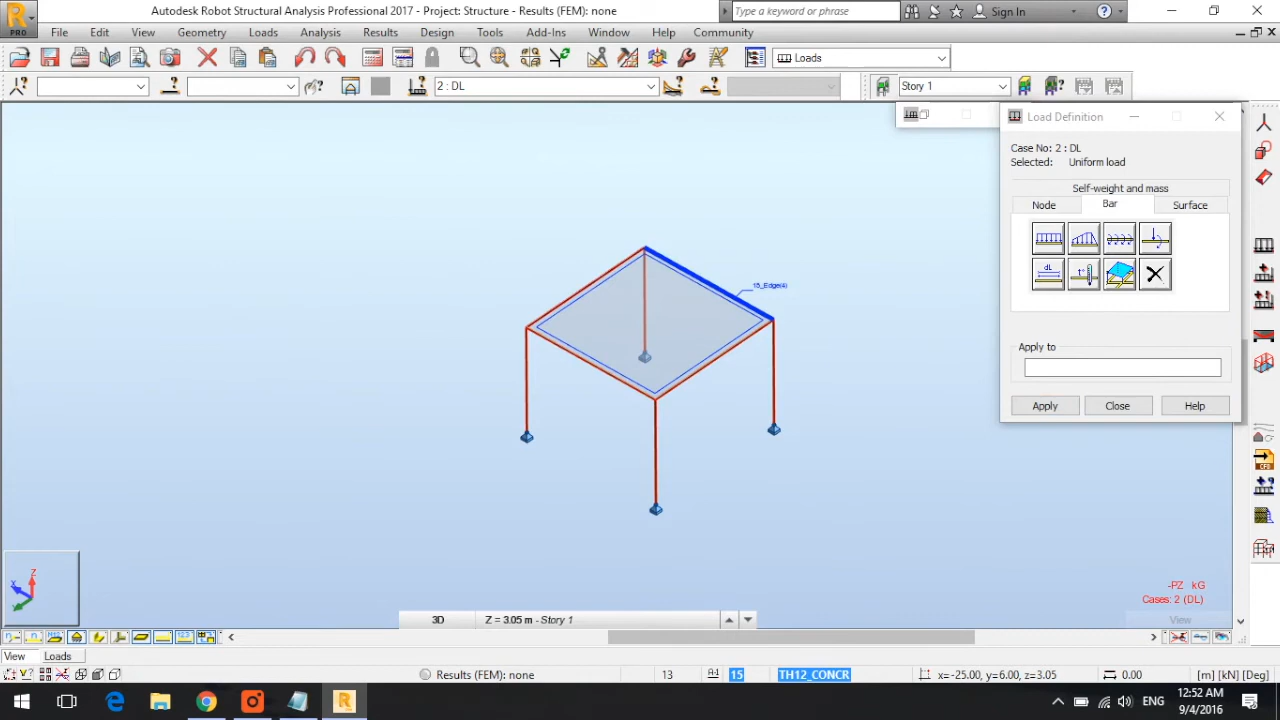 Autodesk Robot Structural Analysis Professional 2017 - Project: Structure - Results (FEM): none
Type a keyword or phrase
Sign In
PRO
File Edit View Geometry Loads Analysis Results Design Tools Add-Ins Window Help Community
Loads
2 : DL
Story 1
Load Definition
Case No: 2 : DL
Selected: Uniform load
Self-weight and mass
Node Bar Surface
dL
Apply to
Apply Close Help
15_Edge(4)
Z
X
Y
-PZ kG
Cases: 2 (DL)
3D Z = 3.05 m - Story 1
View
View Loads
Results (FEM): none 13 15 TH12_CONCR x=-25.00, y=6.00, z=3.05 0.00 [m] [kN] [Deg]
ENG 12:52 AM
9/4/2016